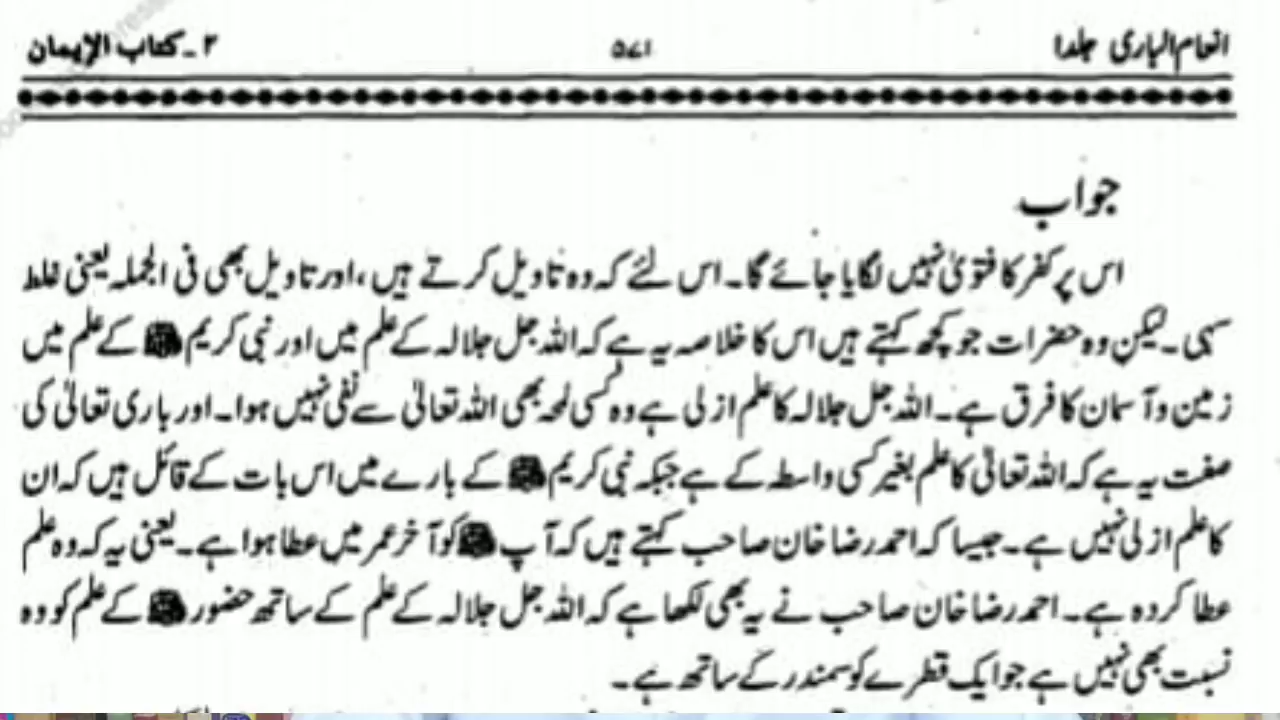 انعام الباری جلد۱ ۵۷۱ ۲۔کتاب الإیمان
جواب
اس پر کفر کا فتویٰ نہیں لگایا جائے گا۔اس لئے کہ وہ تاویل کرتے ہیں،اور تاویل بھی فی الجملہ یعنی غلط
سہی۔لیکن وہ حضرات جو کچھ کہتے ہیں اس کا خلاصہ یہ ہے کہ اللہ جل جلالہ کے علم میں اور نبی کریم ﷺ کے علم میں
زمین وآسمان کا فرق ہے۔اللہ جل جلالہ کا علم ازلی ہے وہ کسی لمحہ بھی اللہ تعالیٰ سے نفی نہیں ہوا۔اور باری تعالیٰ کی
صفت یہ ہے کہ اللہ تعالیٰ کا علم بغیر کسی واسطہ کے ہے جبکہ نبی کریم ﷺ کے بارے میں اس بات کے قائل ہیں کہ ان
کا علم ازلی نہیں ہے۔جیسا کہ احمد رضا خان صاحب کہتے ہیں کہ آپ ﷺ کو آخر عمر میں عطا ہوا ہے۔یعنی یہ کہ وہ علم
عطا کردہ ہے۔احمد رضا خان صاحب نے یہ بھی لکھا ہے کہ اللہ جل جلالہ کے علم کے ساتھ حضور ﷺ کے علم کو وہ
نسبت بھی نہیں ہے جو ایک قطرے کو سمندر کے ساتھ ہے۔